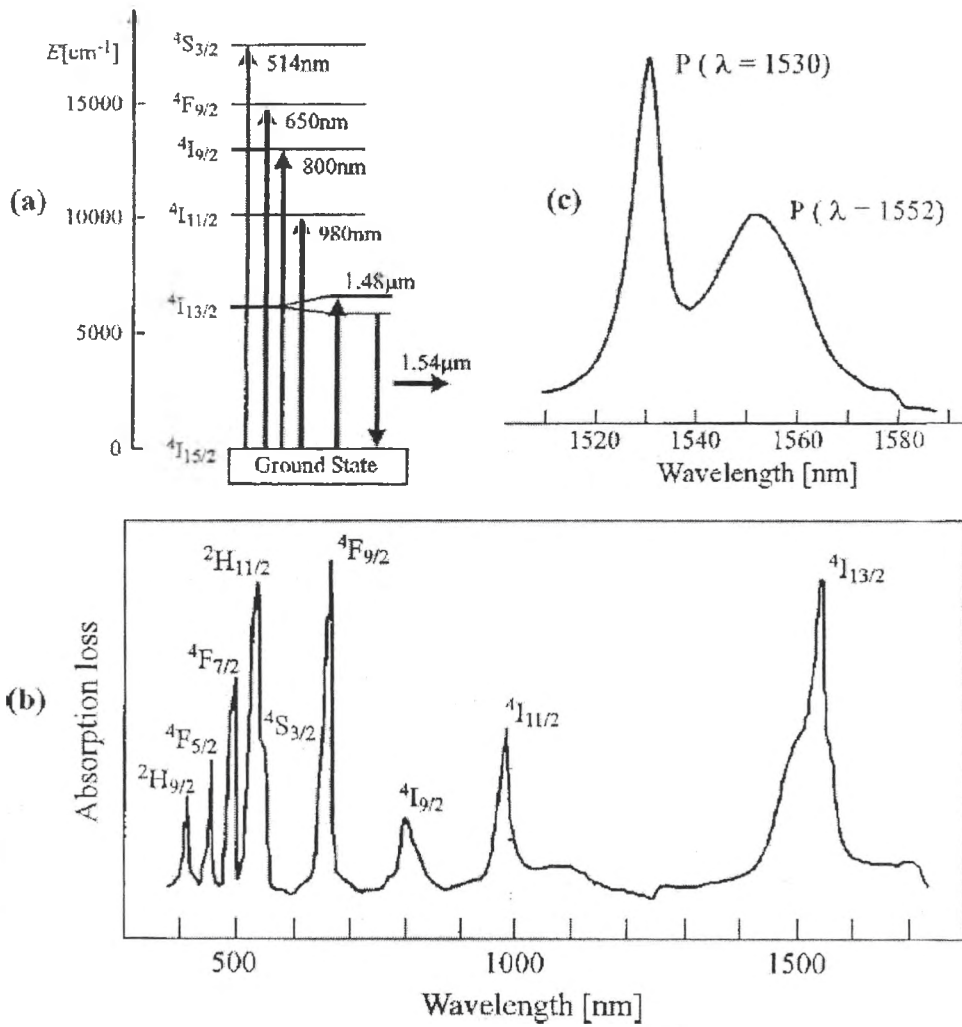 (a)
E[cm⁻¹]
15000
10000
5000
0
⁴S₃/₂
514nm
⁴F₉/₂
650nm
⁴I₉/₂
800nm
⁴I₁₁/₂
980nm
1.48μm
⁴I₁₃/₂
1.54μm
⁴I₁₅/₂
Ground State
(c)
P ( λ = 1530)
P ( λ = 1552)
1520 1540 1560 1580
Wavelength [nm]
(b)
Absorption loss
²H₉/₂
⁴F₅/₂
⁴F₇/₂
²H₁₁/₂
⁴S₃/₂
⁴F₉/₂
⁴I₉/₂
⁴I₁₁/₂
⁴I₁₃/₂
500 1000 1500
Wavelength [nm]